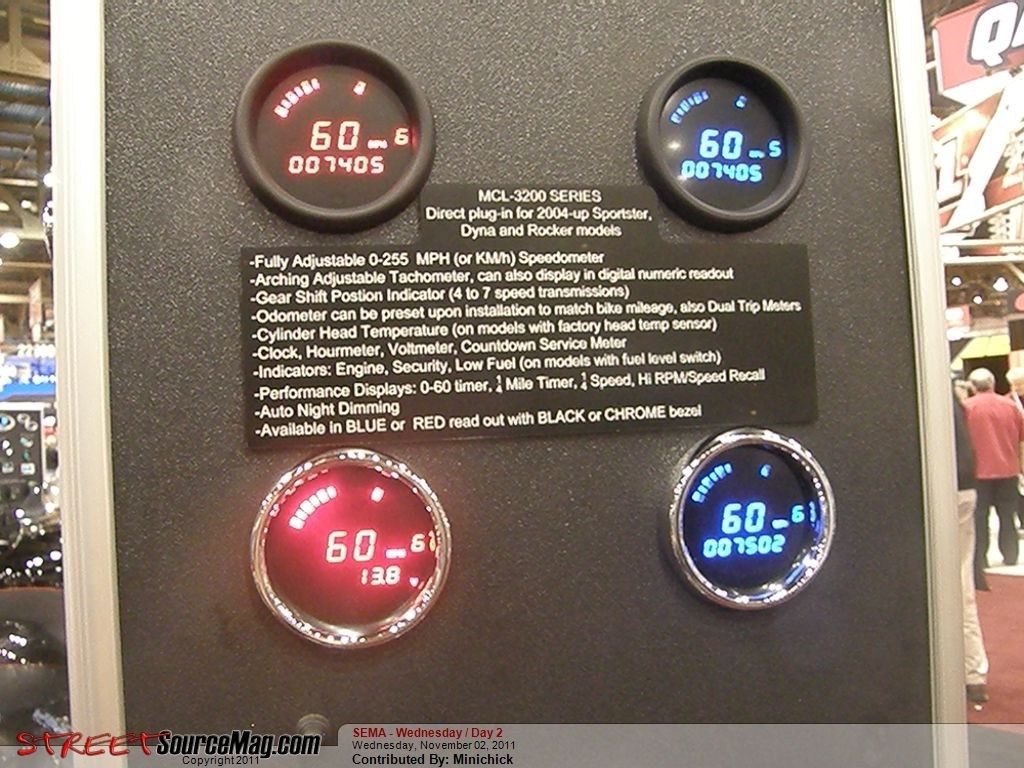 60 MPH 6
007405
60 5
007405
MCL-3200 SERIES
Direct plug-in for 2004-up Sportster,
Dyna and Rocker models
-Fully Adjustable 0-255 MPH (or KM/h) Speedometer
-Arching Adjustable Tachometer, can also display in digital numeric readout
-Gear Shift Postion Indicator (4 to 7 speed transmissions)
-Odometer can be preset upon installation to match bike mileage, also Dual Trip Meters
-Cylinder Head Temperature (on models with factory head temp sensor)
-Clock, Hourmeter, Voltmeter, Countdown Service Meter
-Indicators: Engine, Security, Low Fuel (on models with fuel level switch)
-Performance Displays: 0-60 timer, ¼ Mile Timer, ¼ Speed, Hi RPM/Speed Recall
-Auto Night Dimming
-Available in BLUE or RED read out with BLACK or CHROME bezel
60 MPH 6
13.8 V
60 6
007502
STREETSourceMag.com
Copyright 2011
SEMA - Wednesday / Day 2
Wednesday, November 02, 2011
Contributed By: Minichick